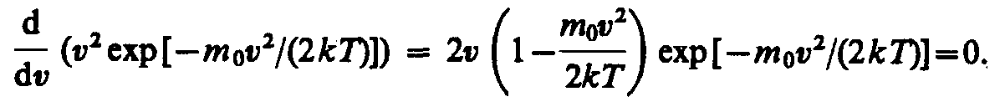 d/dv (v² exp[−m₀v²/(2kT)]) = 2v (1−m₀v²/2kT) exp[−m₀v²/(2kT)]=0.